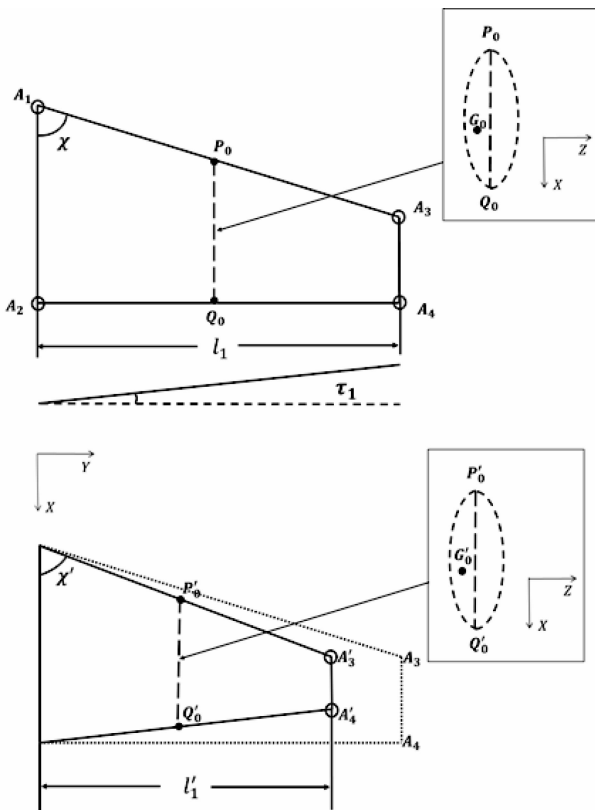 P₀
G₀
Z
X
Q₀
A₁
χ
P₀
A₃
A₂
Q₀
A₄
l₁
τ₁
Y
X
P′₀
G′₀
Z
X
Q′₀
χ′
P′₀
A′₃
A₃
Q′₀
A′₄
A₄
l′₁